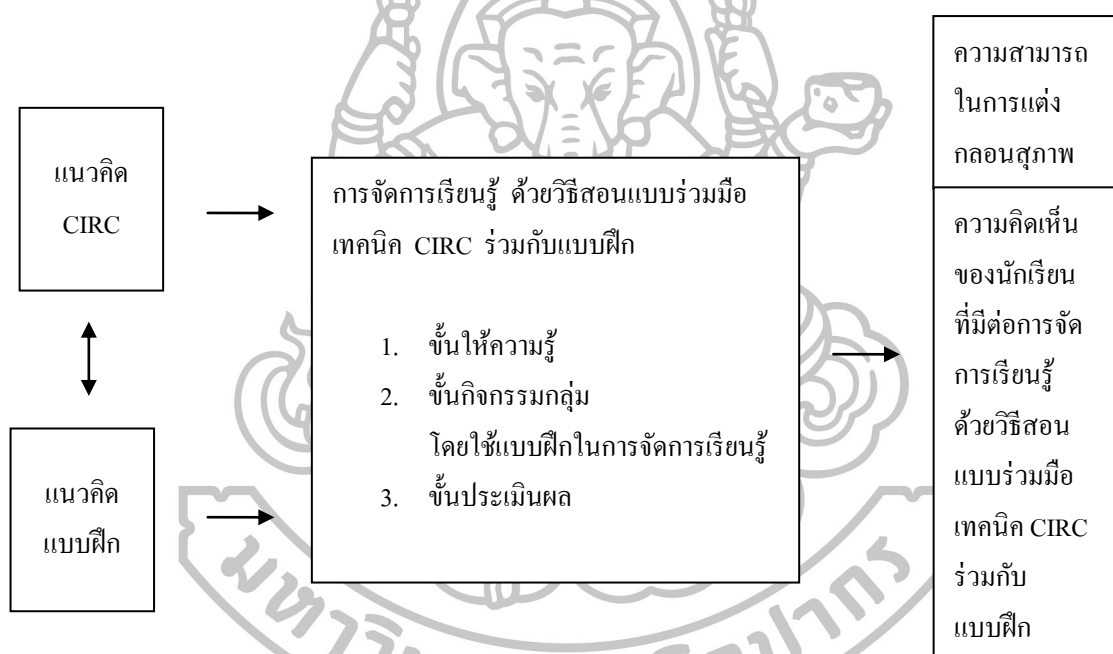 แนวคิด
CIRC
แนวคิด
แบบฝึก
การจัดการเรียนรู้ ด้วยวิธีสอนแบบร่วมมือ
เทคนิค CIRC ร่วมกับแบบฝึก
1. ขั้นให้ความรู้
2. ขั้นกิจกรรมกลุ่ม
โดยใช้แบบฝึกในการจัดการเรียนรู้
3. ขั้นประเมินผล
ความสามารถ
ในการแต่ง
กลอนสุภาพ
ความคิดเห็น
ของนักเรียน
ที่มีต่อการจัด
การเรียนรู้
ด้วยวิธีสอน
แบบร่วมมือ
เทคนิค CIRC
ร่วมกับ
แบบฝึก